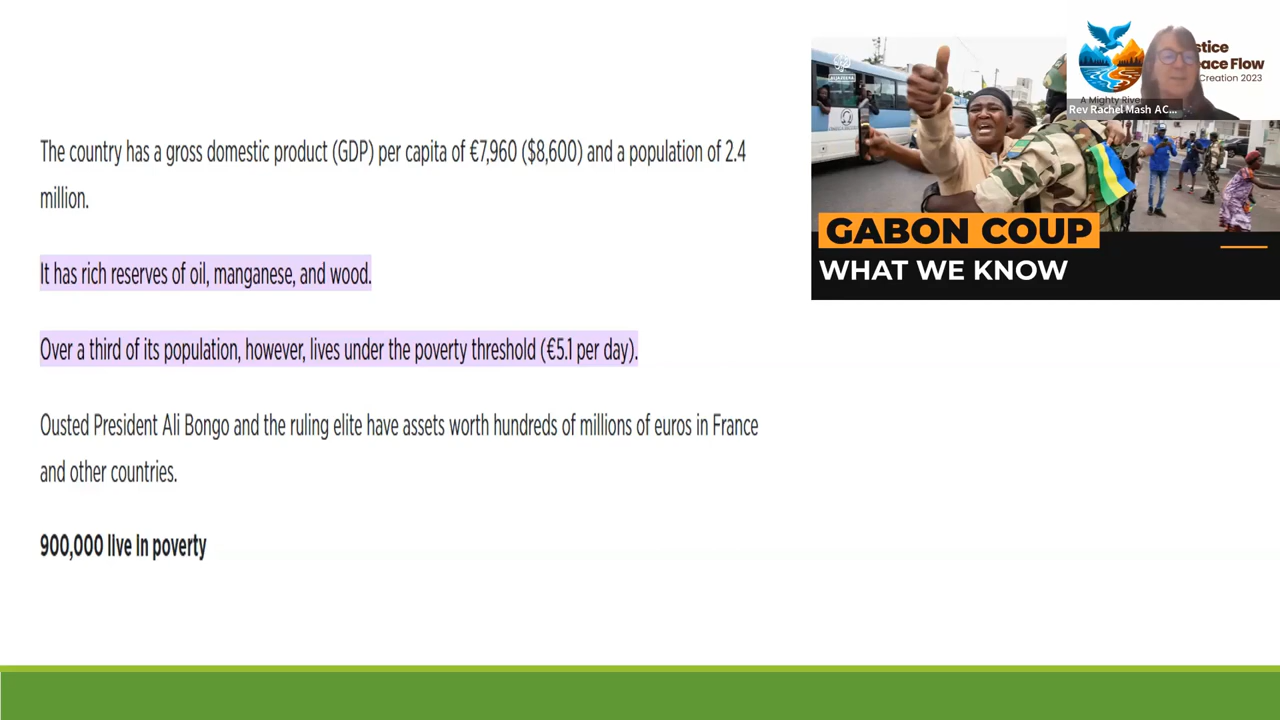 The country has a gross domestic product (GDP) per capita of €7,960 ($8,600) and a population of 2.4
million.
It has rich reserves of oil, manganese, and wood.
Over a third of its population, however, lives under the poverty threshold (€5.1 per day).
Ousted President Ali Bongo and the ruling elite have assets worth hundreds of millions of euros in France
and other countries.
900,000 live in poverty
ALJAZEERA
GABON COUP
WHAT WE KNOW
stice
eace Flow
Creation 2023
A Mighty River
Rev Rachel Mash AC...